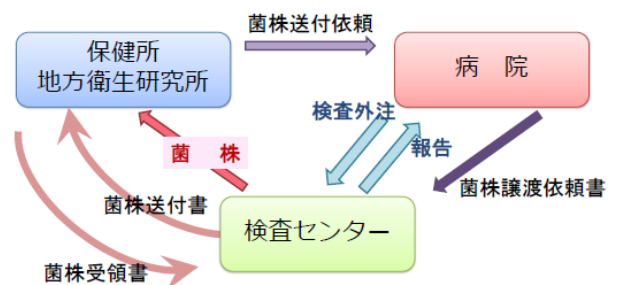 菌株送付依頼
保健所
地方衛生研究所
病　院
検査外注
報告
菌　株
菌株譲渡依頼書
菌株送付書
検査センター
菌株受領書